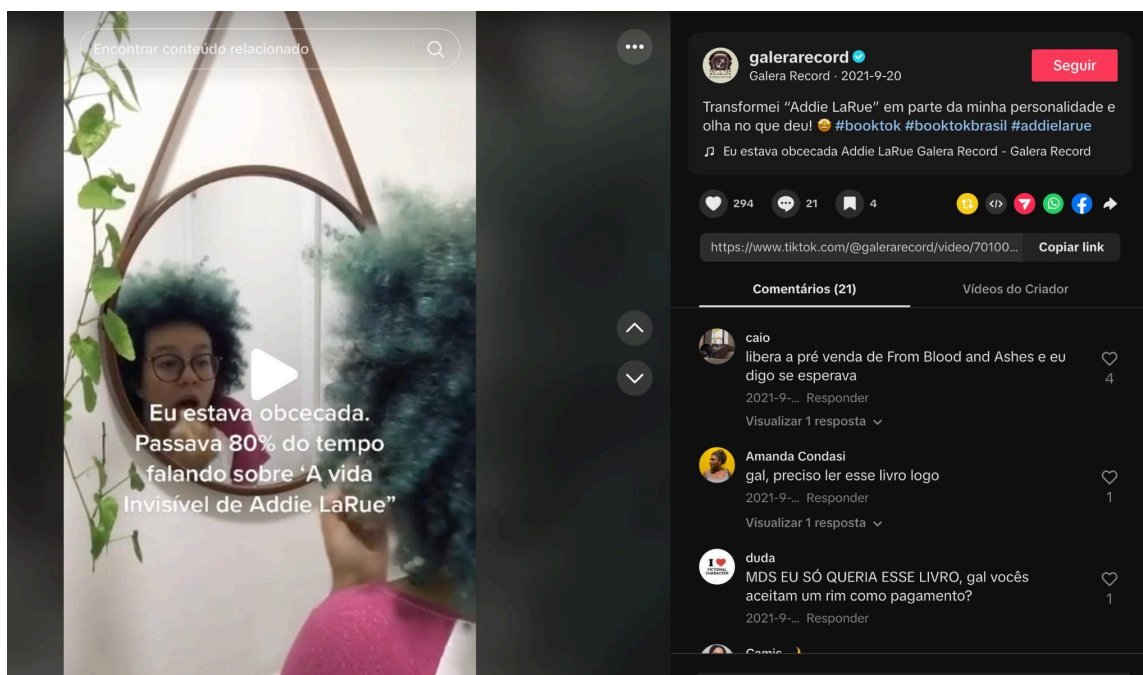 Encontrar conteúdo relacionado
Eu estava obcecada.
Passava 80% do tempo
falando sobre ‘A vida
Invisível de Addie LaRue”
galerarecord
Galera Record · 2021-9-20
Seguir
Transformei “Addie LaRue” em parte da minha personalidade e
olha no que deu! 🤩 #booktok #booktokbrasil #addielarue
Eu estava obcecada Addie LaRue Galera Record - Galera Record
294
21
4
https://www.tiktok.com/@galerarecord/video/70100...
Copiar link
Comentários (21)
Vídeos do Criador
caio
libera a pré venda de From Blood and Ashes e eu
digo se esperava
4
2021-9-... Responder
Visualizar 1 resposta
Amanda Condasi
gal, preciso ler esse livro logo
1
2021-9-... Responder
Visualizar 1 resposta
duda
MDS EU SÓ QUERIA ESSE LIVRO, gal vocês
aceitam um rim como pagamento?
1
2021-9-... Responder